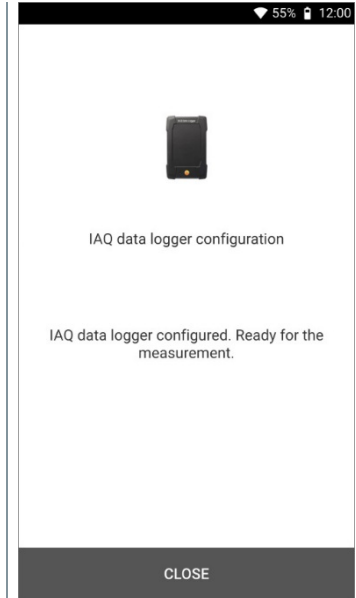 55% 12:00
IAQ data logger configuration
IAQ data logger configured. Ready for the
measurement.
CLOSE